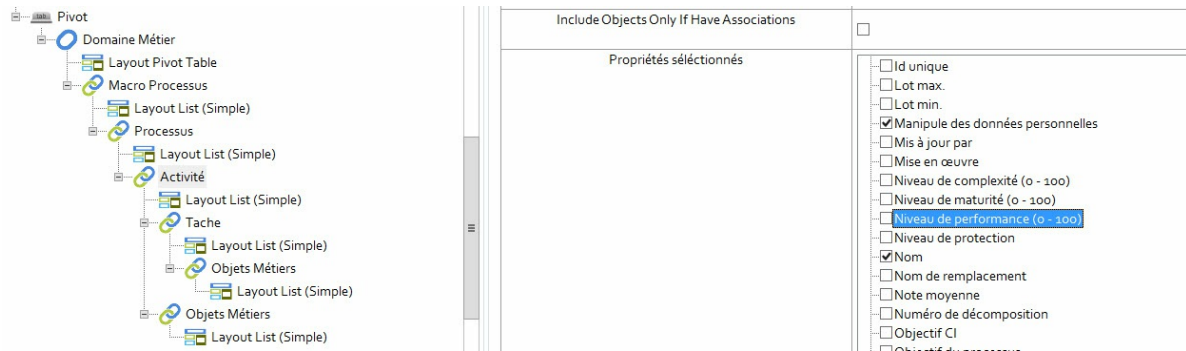 Pivot
Domaine Métier
Layout Pivot Table
Macro Processus
Layout List (Simple)
Processus
Layout List (Simple)
Activité
Layout List (Simple)
Tache
Layout List (Simple)
Objets Métiers
Layout List (Simple)
Objets Métiers
Layout List (Simple)
Include Objects Only If Have Associations
Propriétés séléctionnés
Id unique
Lot max.
Lot min.
Manipule des données personnelles
Mis à jour par
Mise en œuvre
Niveau de complexité (0 - 100)
Niveau de maturité (0 - 100)
Niveau de performance (0 - 100)
Niveau de protection
Nom
Nom de remplacement
Note moyenne
Numéro de décomposition
Objectif CI
Objectif du processus